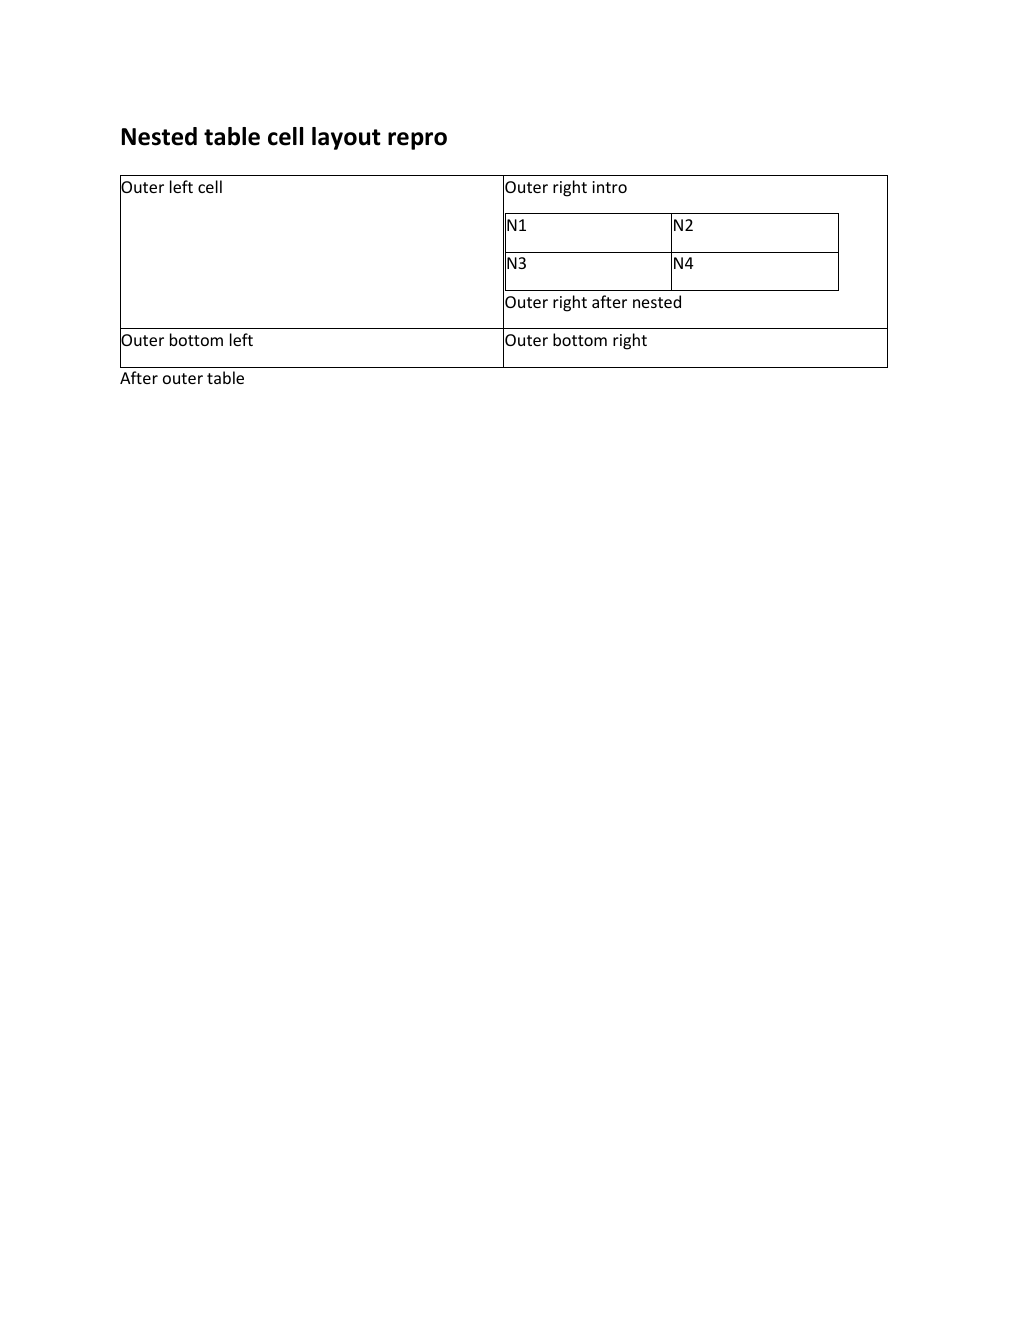 Nested table cell layout repro
Outer left cell
Outer right intro
N1
N2
N3
N4
Outer right after nested
Outer bottom left
Outer bottom right
After outer table